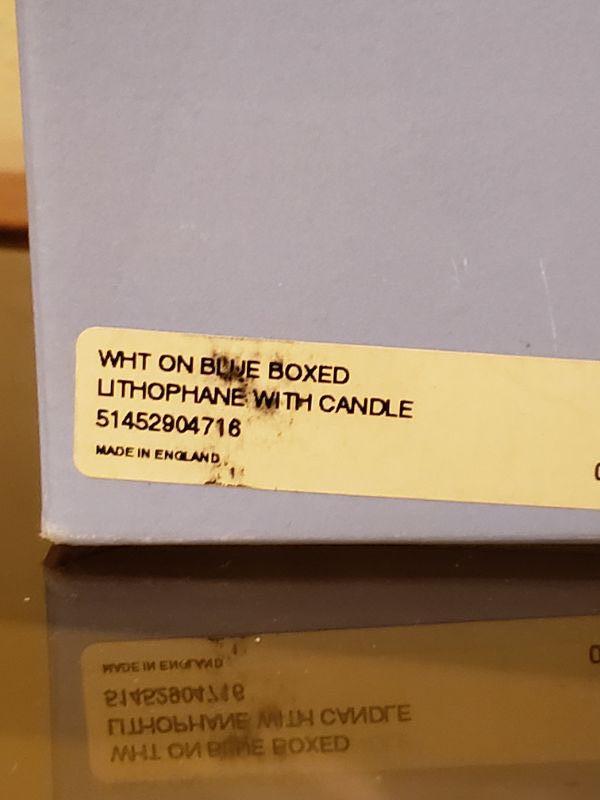 WHT ON BLUE BOXED
LITHOPHANE WITH CANDLE
51452904716
MADE IN ENGLAND